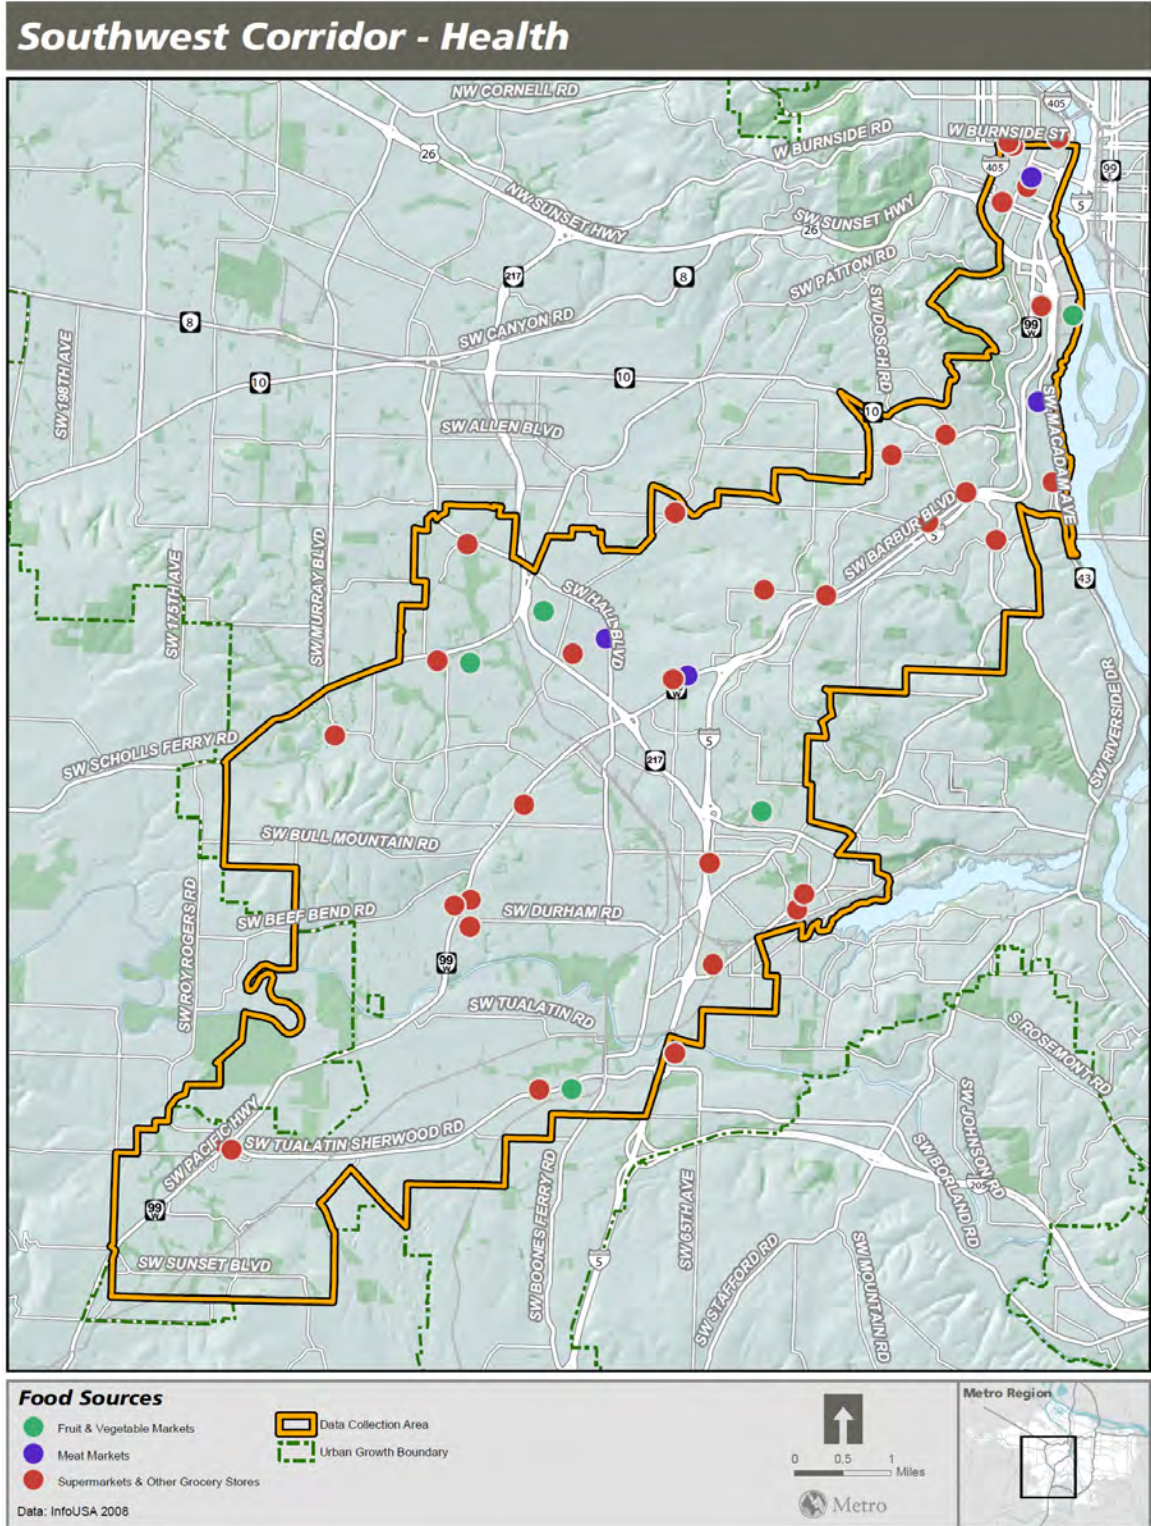 Southwest Corridor - Health
NW CORNELL RD
405
W BURNSIDE RD
W BURNSIDE ST
26
405
99
NW SUNSET HWY
SW SUNSET HWY
5
26
217
8
SW PATTON RD
SW DOSCH RD
8
SW CANYON RD
99
W
SW 198TH AVE
10
10
10
SW MACADAM AVE
SW ALLEN BLVD
SW BARBUR BLVD
5
SW MURRAY BLVD
SW 175TH AVE
43
SW HALL BLVD
W
SW RIVERSIDE DR
SW SCHOLLS FERRY RD
5
217
SW BULL MOUNTAIN RD
SW ROY ROGERS RD
SW BEEF BEND RD
SW DURHAM RD
99
W
SW TUALATIN RD
S ROSEMONT RD
SW PACIFIC HWY
SW TUALATIN SHERWOOD RD
SW JOHNSON RD
SW BORLAND RD
205
99
W
SW BOONES FERRY RD
SW 65TH AVE
SW STAFFORD RD
SW MOUNTAIN RD
SW SUNSET BLVD
5
Food Sources
Fruit & Vegetable Markets
Meat Markets
Supermarkets & Other Grocery Stores
Data: InfoUSA 2008
Data Collection Area
Urban Growth Boundary
0 0.5 1
Miles
Metro
Metro Region